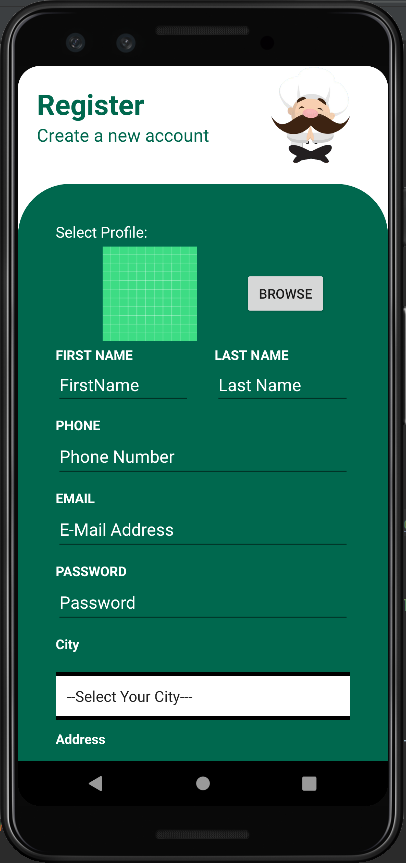 Register
Create a new account
Select Profile:
BROWSE
FIRST NAME LAST NAME
FirstName Last Name
PHONE
Phone Number
EMAIL
E-Mail Address
PASSWORD
Password
City
--Select Your City---
Address